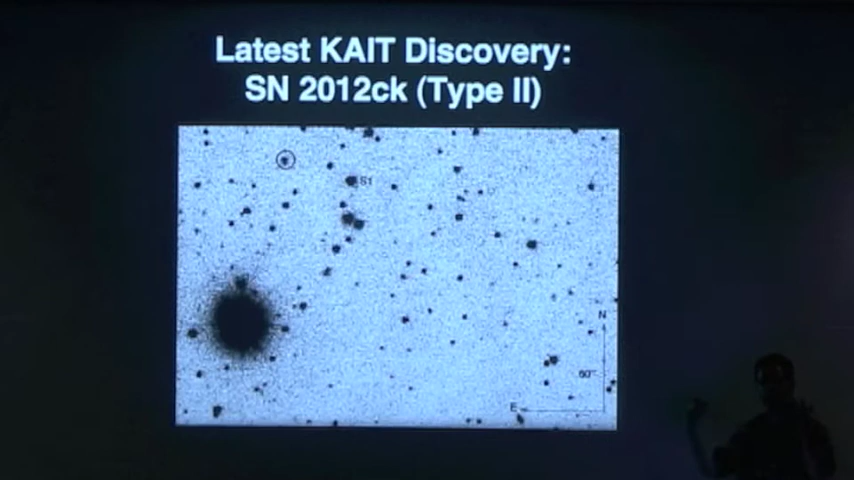 Latest KAIT Discovery:
SN 2012ck (Type II)
S1
N
60"
E